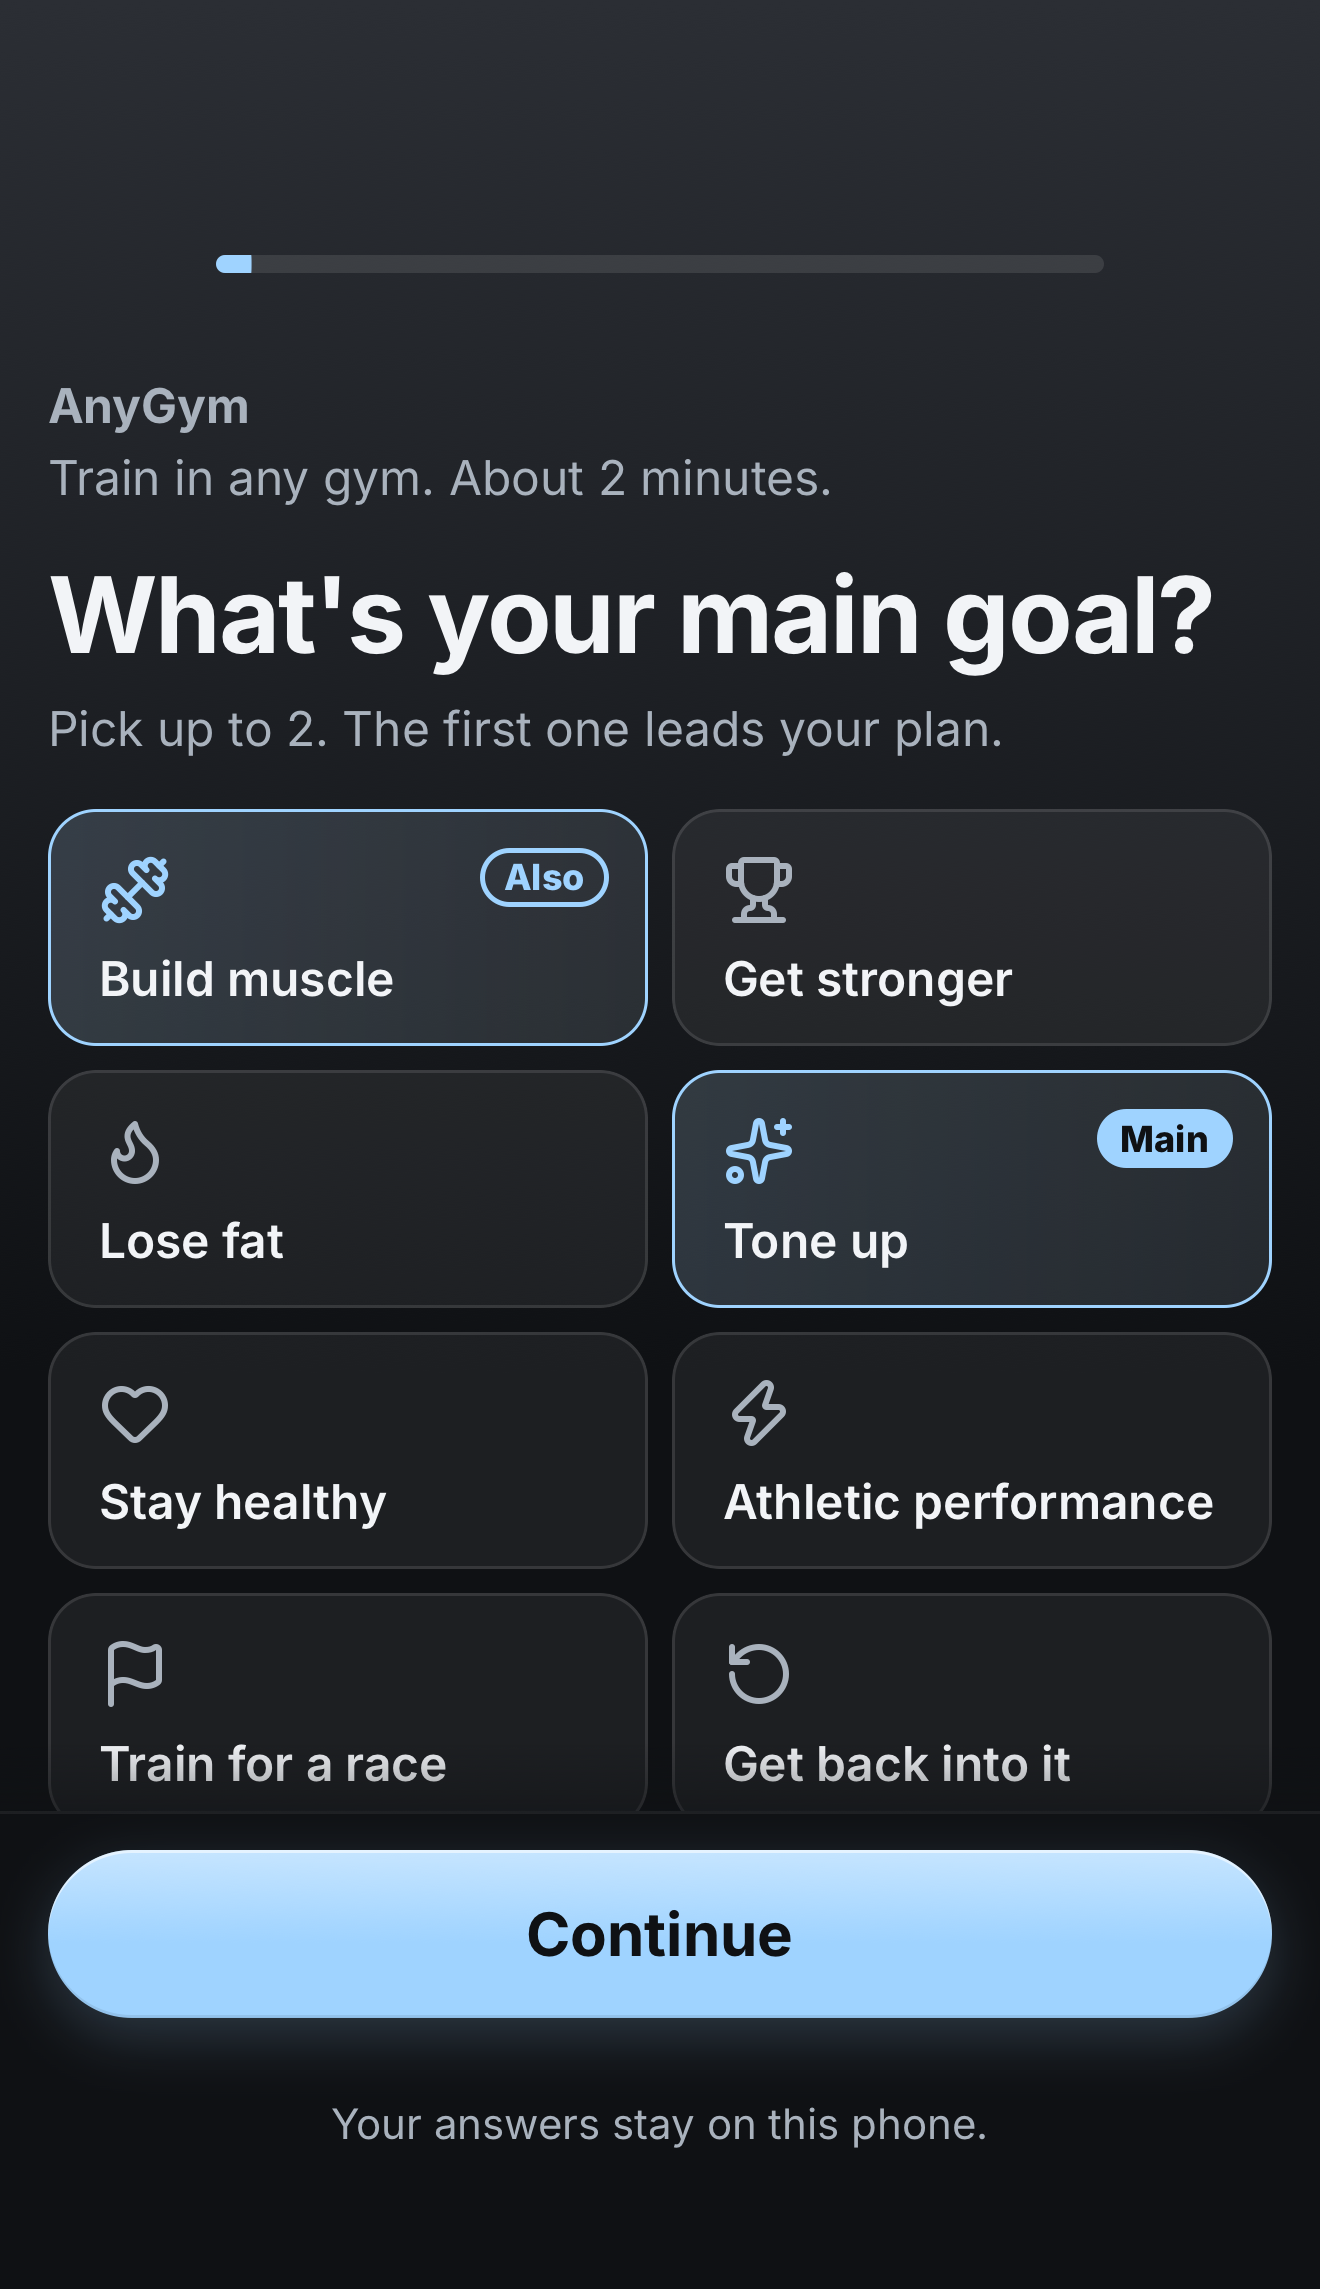 AnyGym
Train in any gym. About 2 minutes.
What's your main goal?
Pick up to 2. The first one leads your plan.
Also
Build muscle
Get stronger
Lose fat
Main
Tone up
Stay healthy
Athletic performance
Train for a race
Get back into it
Continue
Your answers stay on this phone.